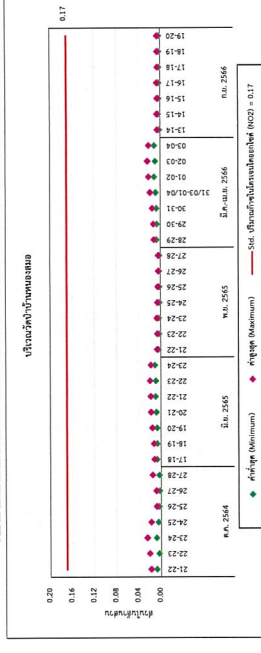 บริเวณวัดป่าบ้านหนองสมอ
0.17
0.20
0.16
0.12
0.08
0.04
0.00
ส่วนในล้านส่วน
21-22 22-23 23-24 24-25 25-26 26-27 27-28 17-18 18-19 19-20 20-21 21-22 22-23 23-24 21-22 22-23 23-24 24-25 25-26 26-27 27-28 28-29 29-30 30-31 31/03-01/04 01-02 02-03 03-04 13-14 14-15 15-16 16-17 17-18 18-19 19-20
ต.ค. 2564 มิ.ย. 2565 พ.ย. 2565 มี.ค.-เม.ย. 2566 ก.ย. 2566
ค่าต่ำสุด (Minimum) ค่าสูงสุด (Maximum) Std. ปริมาณก๊าซไนโตรเจนไดออกไซด์ (NO2) = 0.17